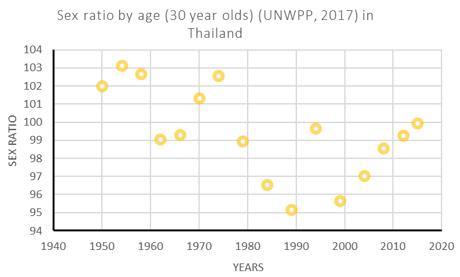 Sex ratio by age (30 year olds) (UNWPP, 2017) in
Thailand
104
103
102
101
100
99
98
97
96
95
94
SEX RATIO
1940 1950 1960 1970 1980 1990 2000 2010 2020
YEARS